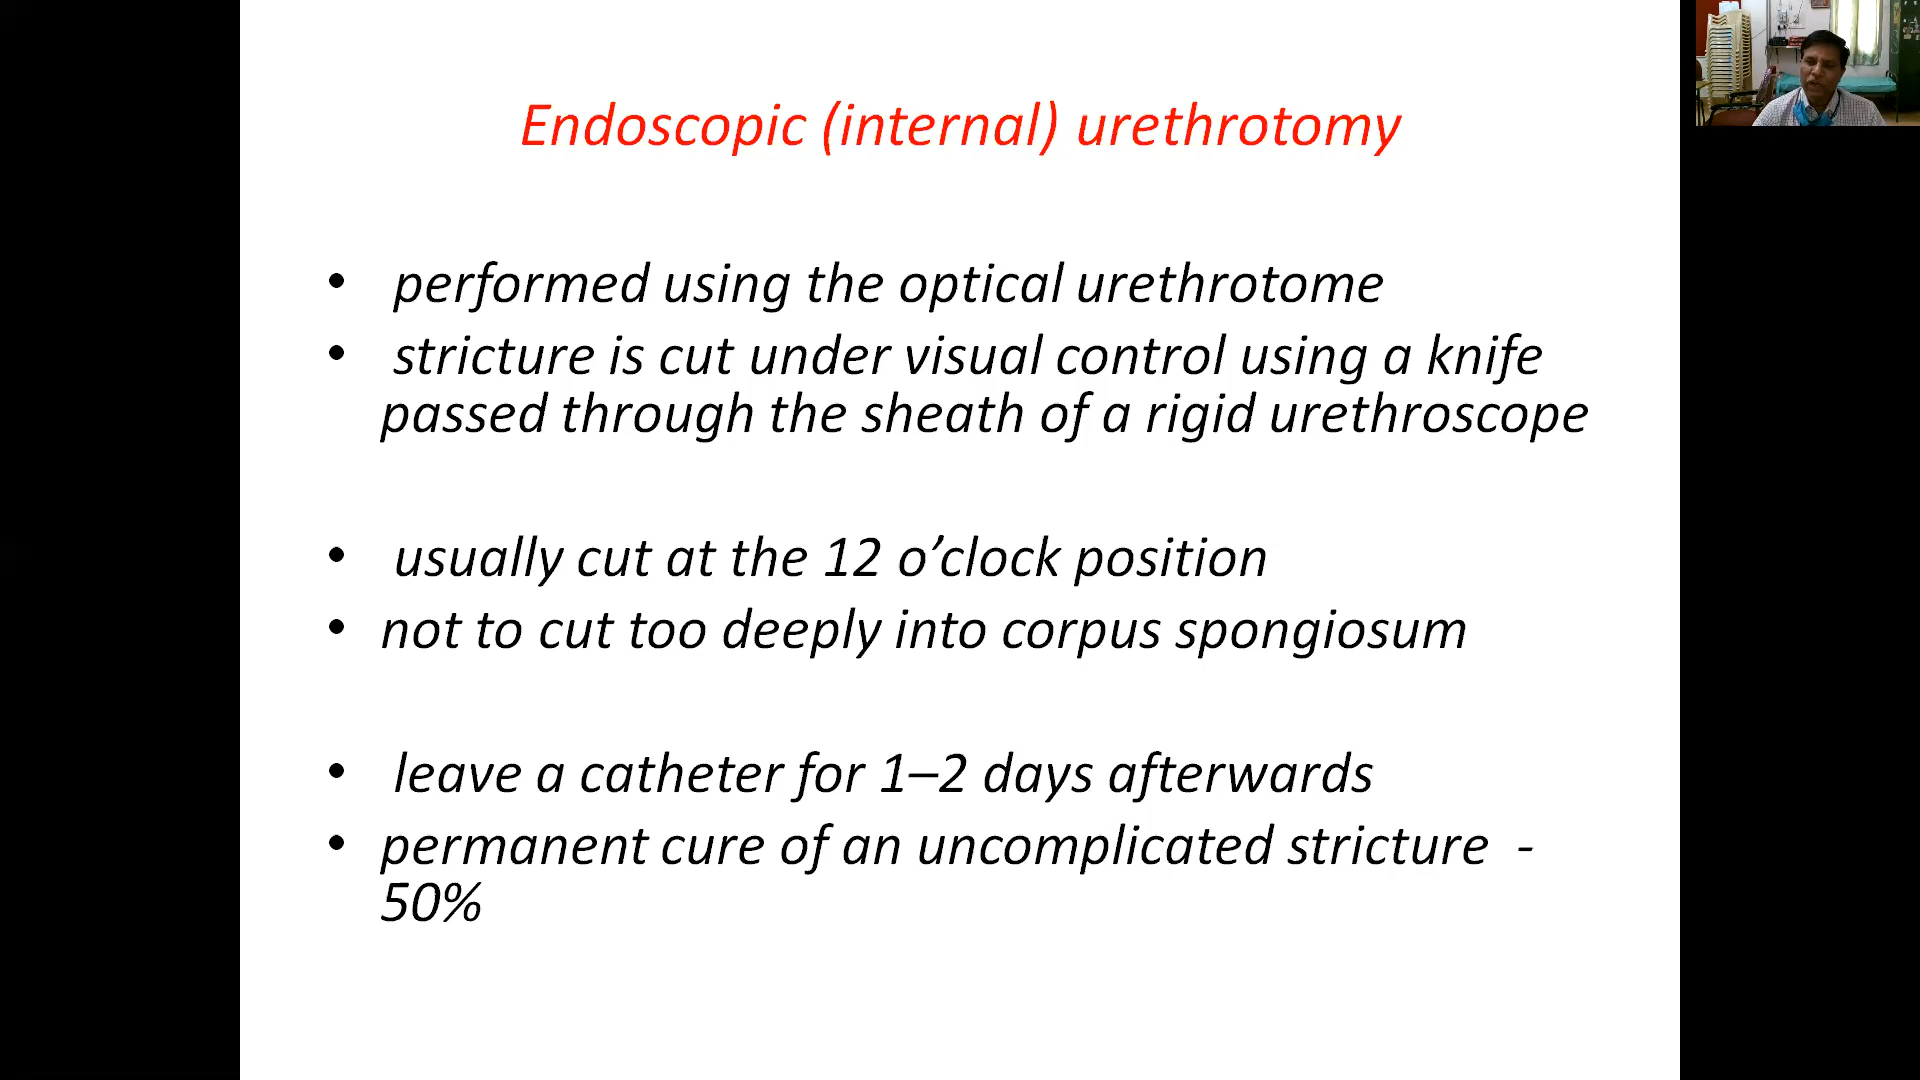 Endoscopic (internal) urethrotomy
• performed using the optical urethrotome
• stricture is cut under visual control using a knife
passed through the sheath of a rigid urethroscope
• usually cut at the 12 o’clock position
• not to cut too deeply into corpus spongiosum
• leave a catheter for 1–2 days afterwards
• permanent cure of an uncomplicated stricture -
50%